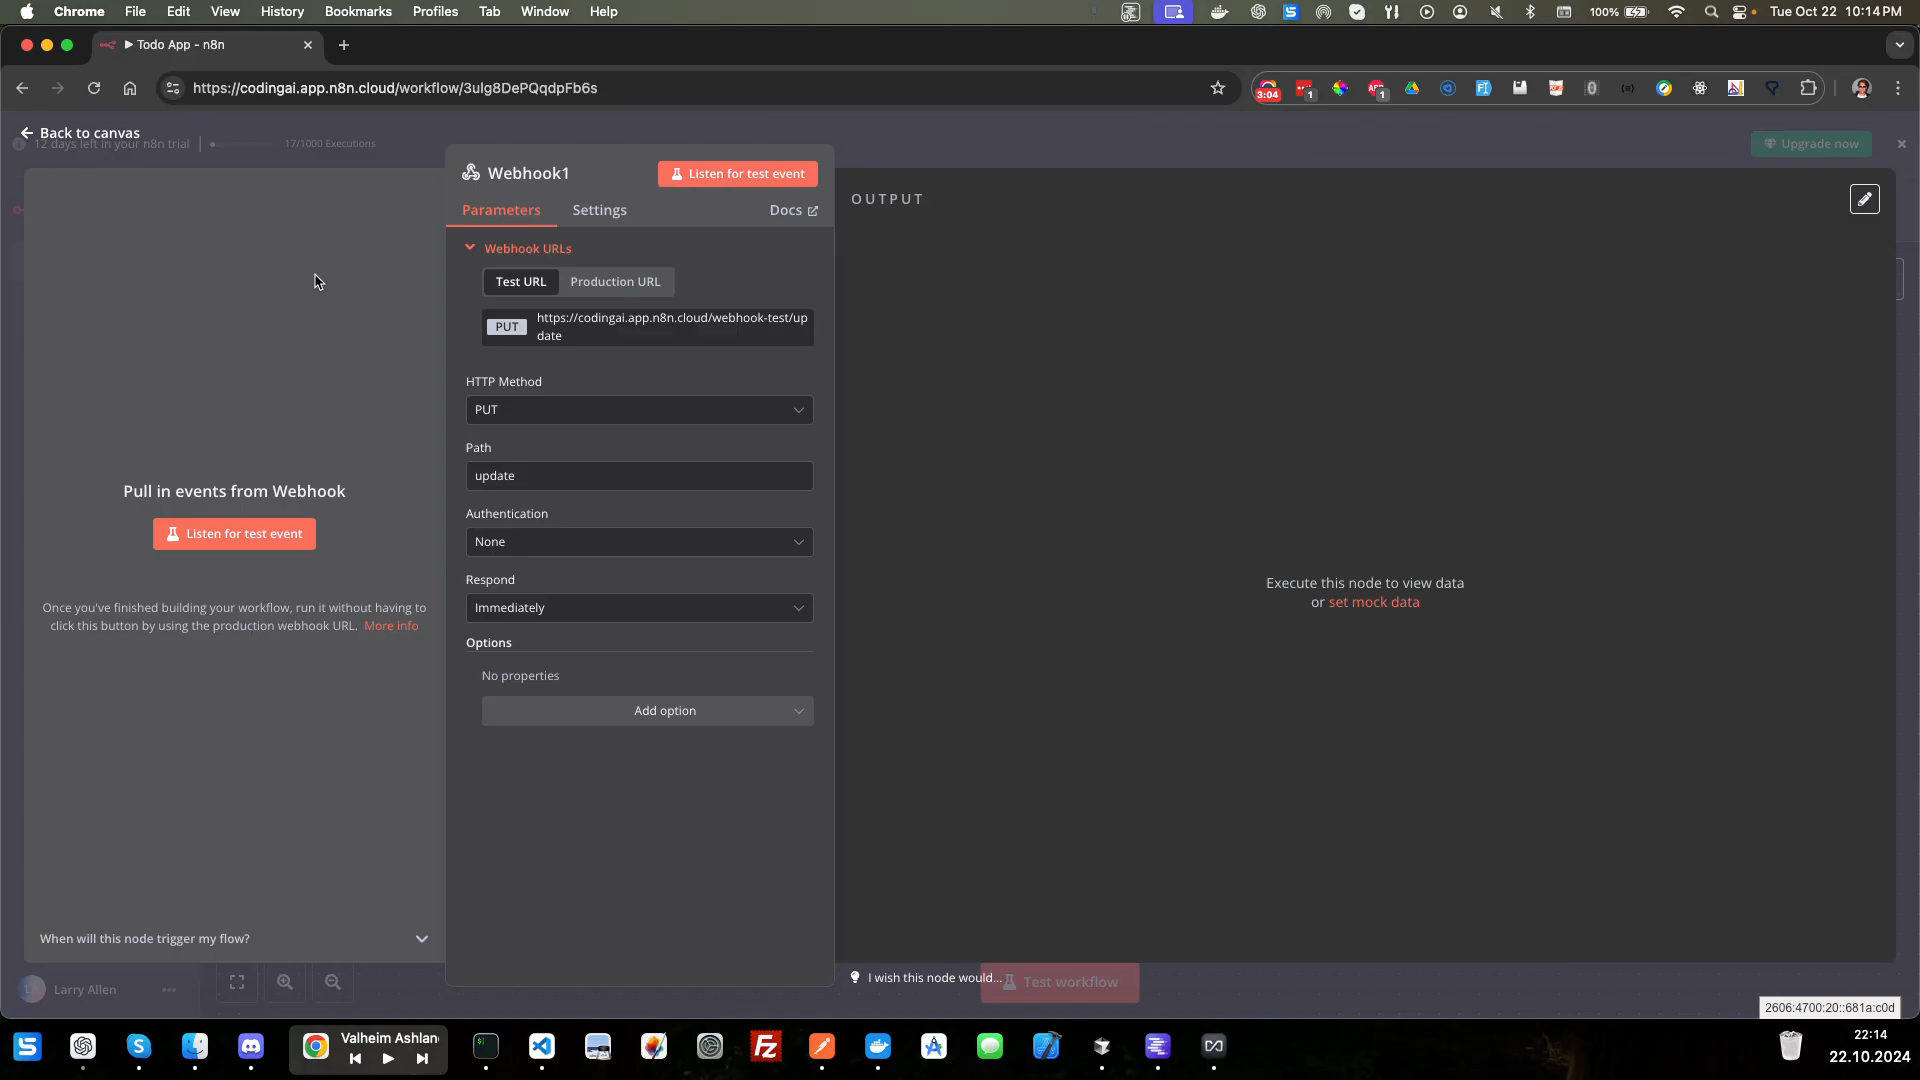 Chrome File Edit View History Bookmarks Profiles Tab Window Help
100% Tue Oct 22 10:14 PM
Todo App - n8n
https://codingai.app.n8n.cloud/workflow/3ulg8DePQqdpFb6s
3:04 1 1
Back to canvas
12 days left in your n8n trial 17/1000 Executions
Upgrade now
Webhook1
Listen for test event
OUTPUT
Parameters Settings Docs
Webhook URLs
Test URL Production URL
PUT
https://codingai.app.n8n.cloud/webhook-test/up
date
HTTP Method
PUT
Path
update
Authentication
None
Respond
Immediately
Options
No properties
Add option
Pull in events from Webhook
Listen for test event
Once you've finished building your workflow, run it without having to
click this button by using the production webhook URL. More info
When will this node trigger my flow?
Execute this node to view data
or set mock data
I wish this node would...
Test workflow
Larry Allen
2606:4700:20::681a:c0d
Valheim Ashlan
22:14
22.10.2024